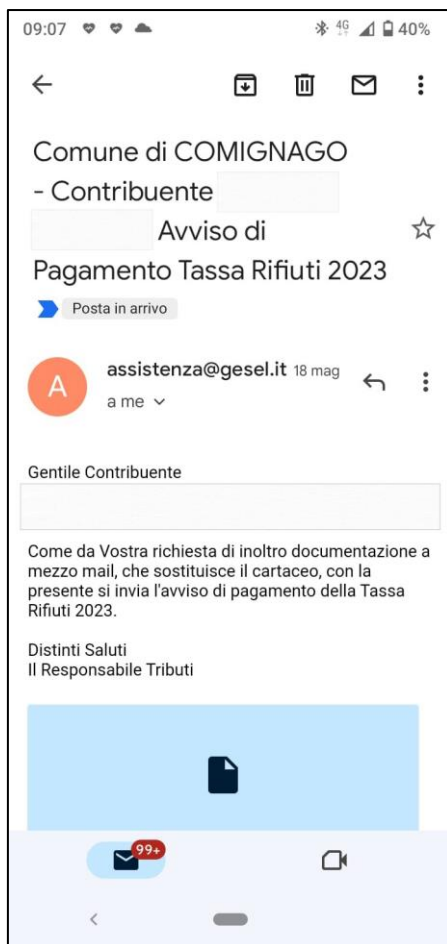 09:07 4G 40%
Comune di COMIGNAGO
- Contribuente
Avviso di
Pagamento Tassa Rifiuti 2023
Posta in arrivo
A
assistenza@gesel.it 18 mag
a me
Gentile Contribuente
Come da Vostra richiesta di inoltro documentazione a
mezzo mail, che sostituisce il cartaceo, con la
presente si invia l'avviso di pagamento della Tassa
Rifiuti 2023.
Distinti Saluti
Il Responsabile Tributi
99+